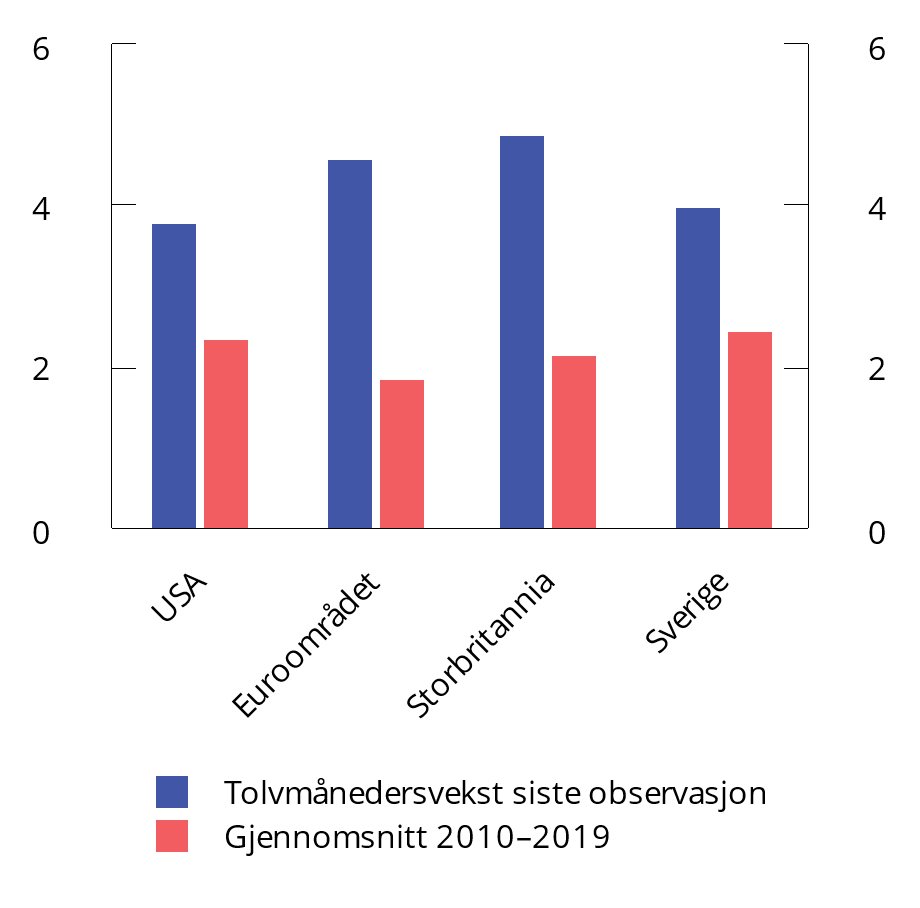 6 6
4 4
2 2
0 0
USA
Euroområdet
Storbritannia
Sverige
Tolvmånedersvekst siste observasjon
Gjennomsnitt 2010–2019